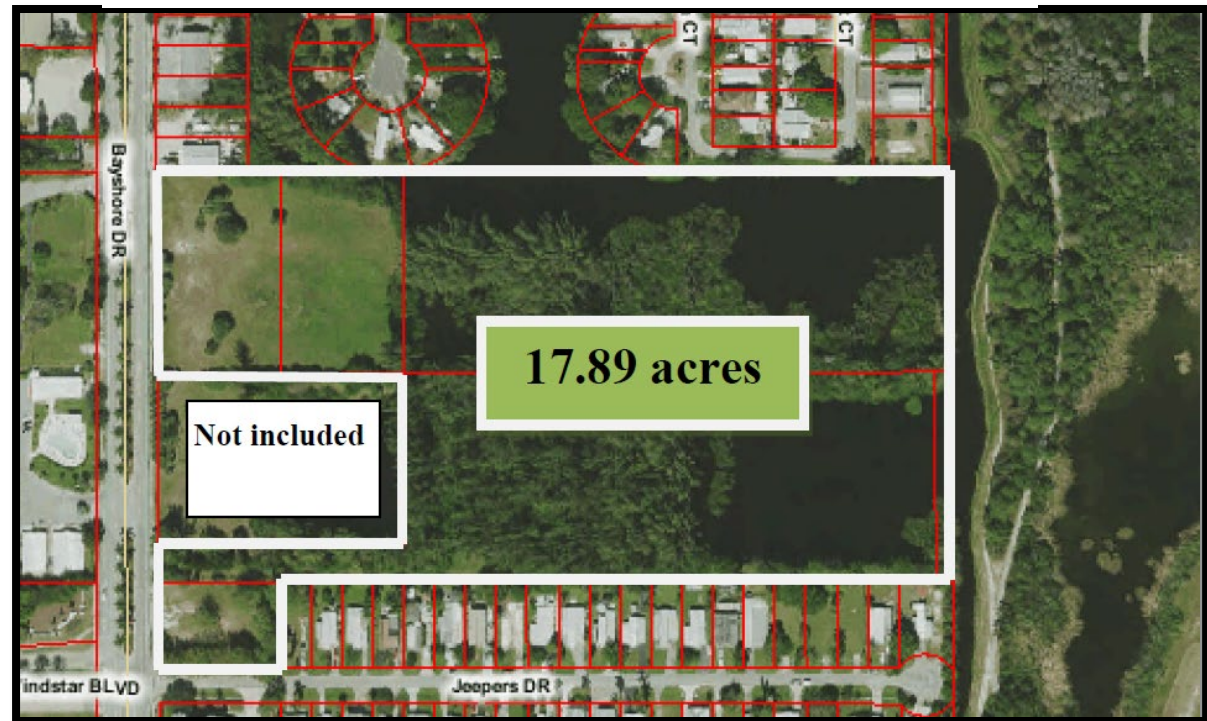 CT
CT
Bayshore DR
17.89 acres
Not included
indstar BLVD
Jeepers DR